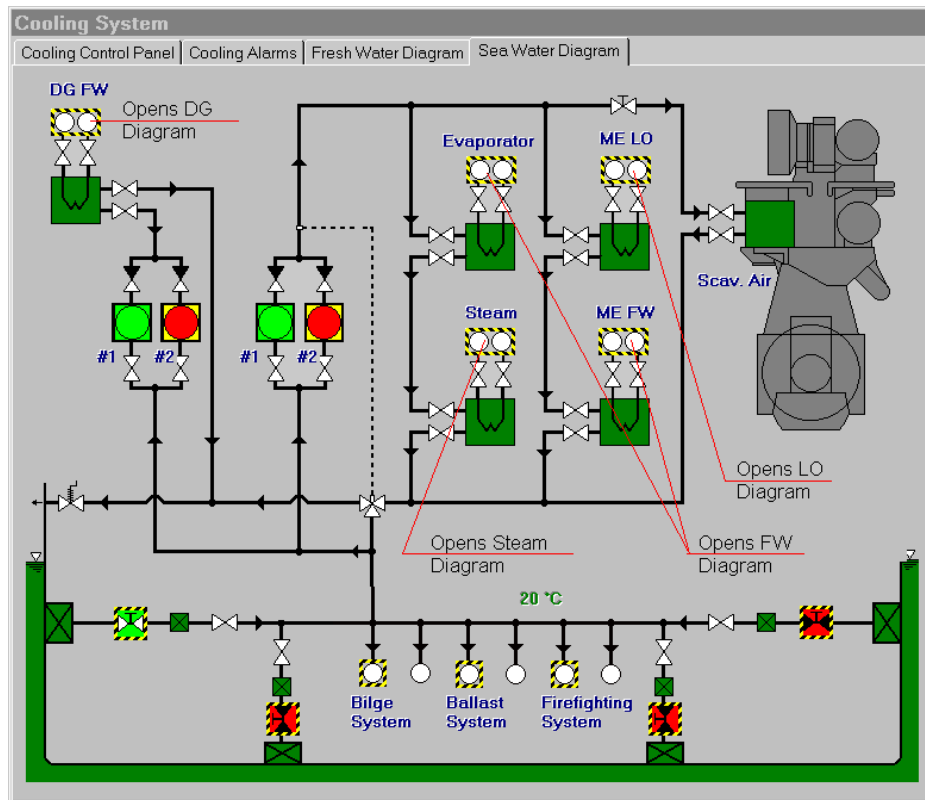 Cooling System
Cooling Control Panel
Cooling Alarms
Fresh Water Diagram
Sea Water Diagram
DG FW
Opens DG
Diagram
Evaporator
ME LO
Scav. Air
Steam
ME FW
#1
#2
#1
#2
Opens LO
Diagram
Opens Steam
Diagram
Opens FW
Diagram
20 °C
Bilge
System
Ballast
System
Firefighting
System